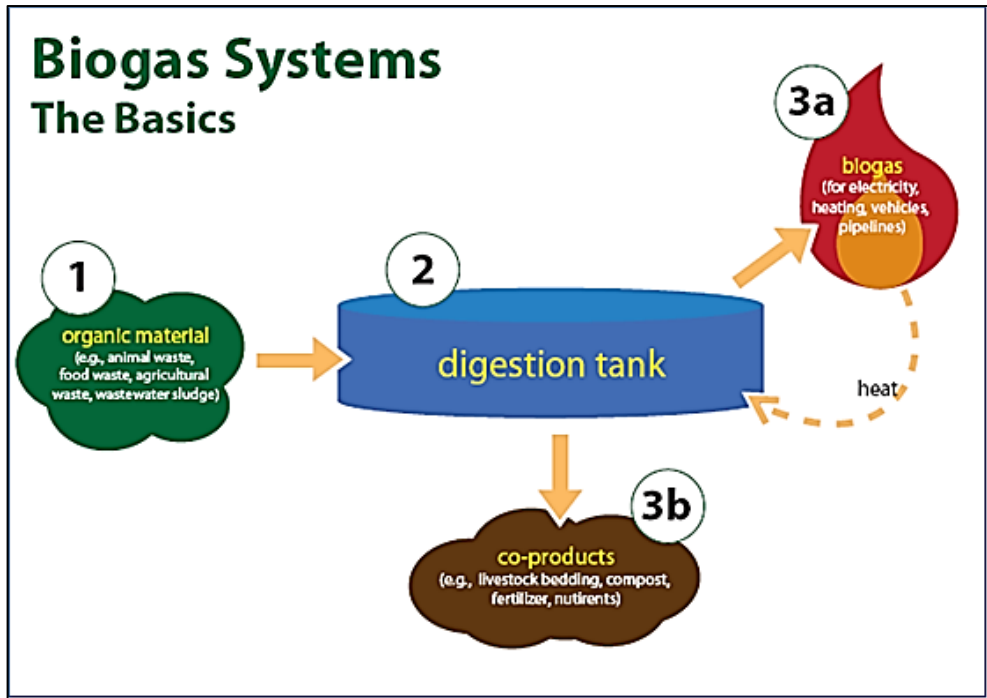 Biogas Systems
The Basics
1
organic material
(e.g., animal waste,
food waste, agricultural
waste, wastewater sludge)
2
digestion tank
3a
biogas
(for electricity,
heating, vehicles,
pipelines)
heat
3b
co-products
(e.g., livestock bedding, compost,
fertilizer, nutirents)